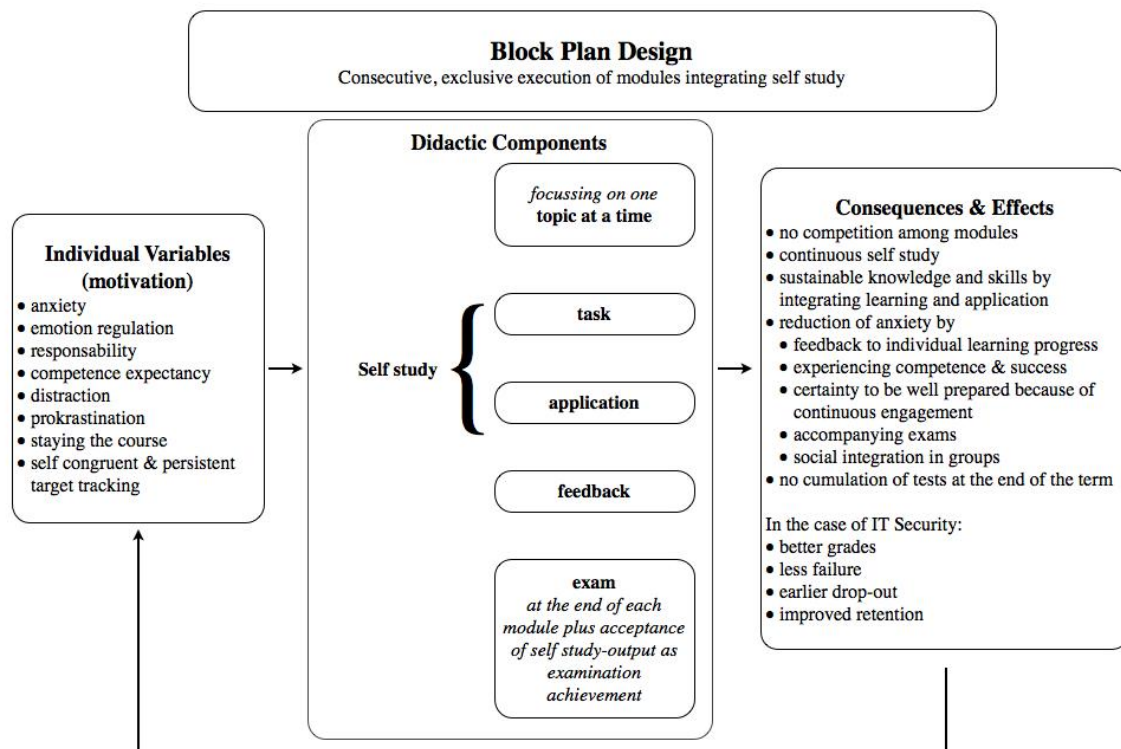 Block Plan Design
Consecutive, exclusive execution of modules integrating self study
Individual Variables
(motivation)
• anxiety
• emotion regulation
• responsability
• competence expectancy
• distraction
• prokrastination
• staying the course
• self congruent & persistent
target tracking
Didactic Components
focussing on one
topic at a time
Self study
task
application
feedback
exam
at the end of each
module plus acceptance
of self study-output as
examination
achievement
Consequences & Effects
• no competition among modules
• continuous self study
• sustainable knowledge and skills by
integrating learning and application
• reduction of anxiety by
• feedback to individual learning progress
• experiencing competence & success
• certainty to be well prepared because of
continuous engagement
• accompanying exams
• social integration in groups
• no cumulation of tests at the end of the term
In the case of IT Security:
• better grades
• less failure
• earlier drop-out
• improved retention